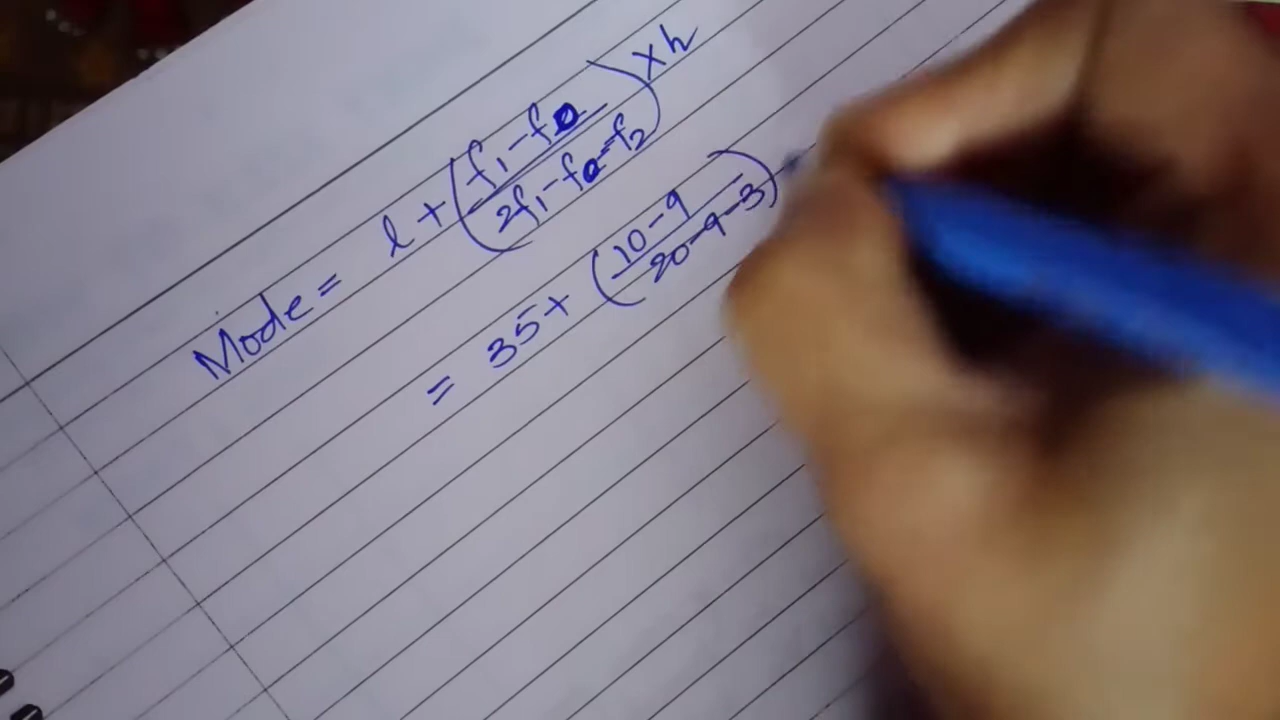 Mode = l + (f₁ - f₀ / 2f₁ - f₀ - f₂) × h
= 35 + (10 - 9 / 20 - 9 - 3)